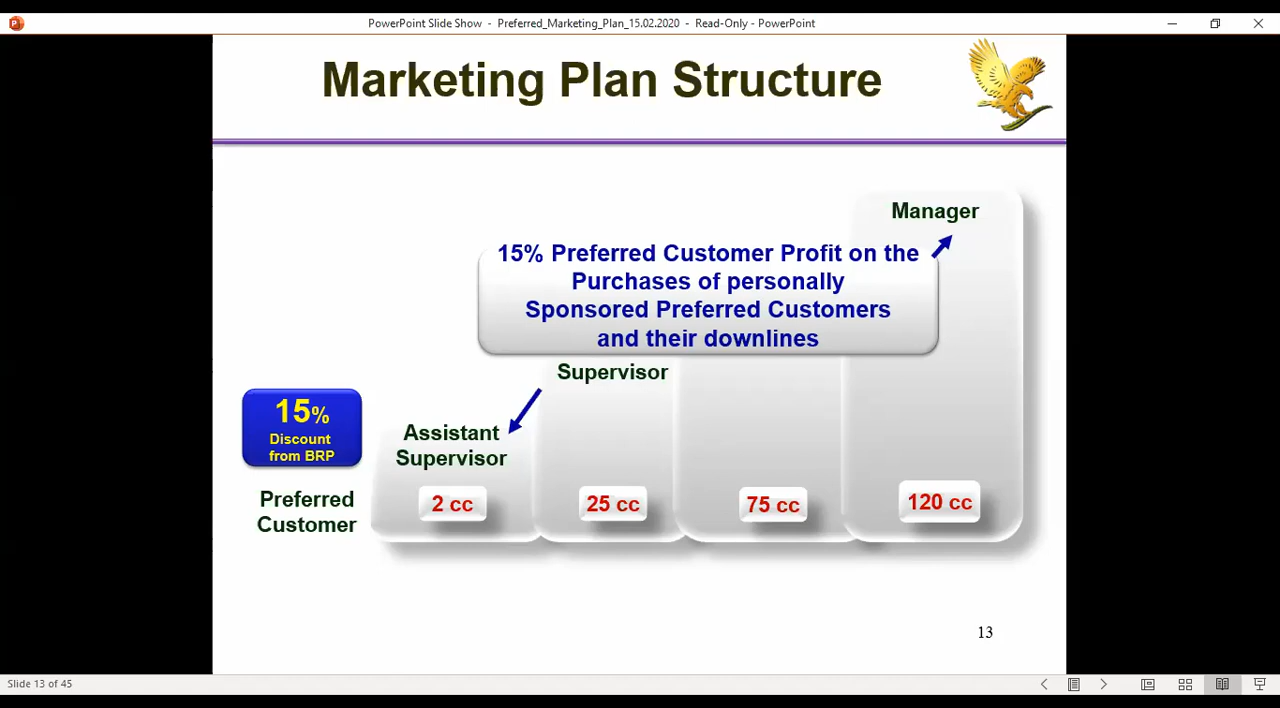 PowerPoint Slide Show - Preferred_Marketing_Plan_15.02.2020 - Read-Only - PowerPoint
Marketing Plan Structure
Manager
15% Preferred Customer Profit on the
Purchases of personally
Sponsored Preferred Customers
and their downlines
Supervisor
15%
Discount
from BRP
Assistant
Supervisor
Preferred
Customer
2 cc
25 cc
75 cc
120 cc
13
Slide 13 of 45